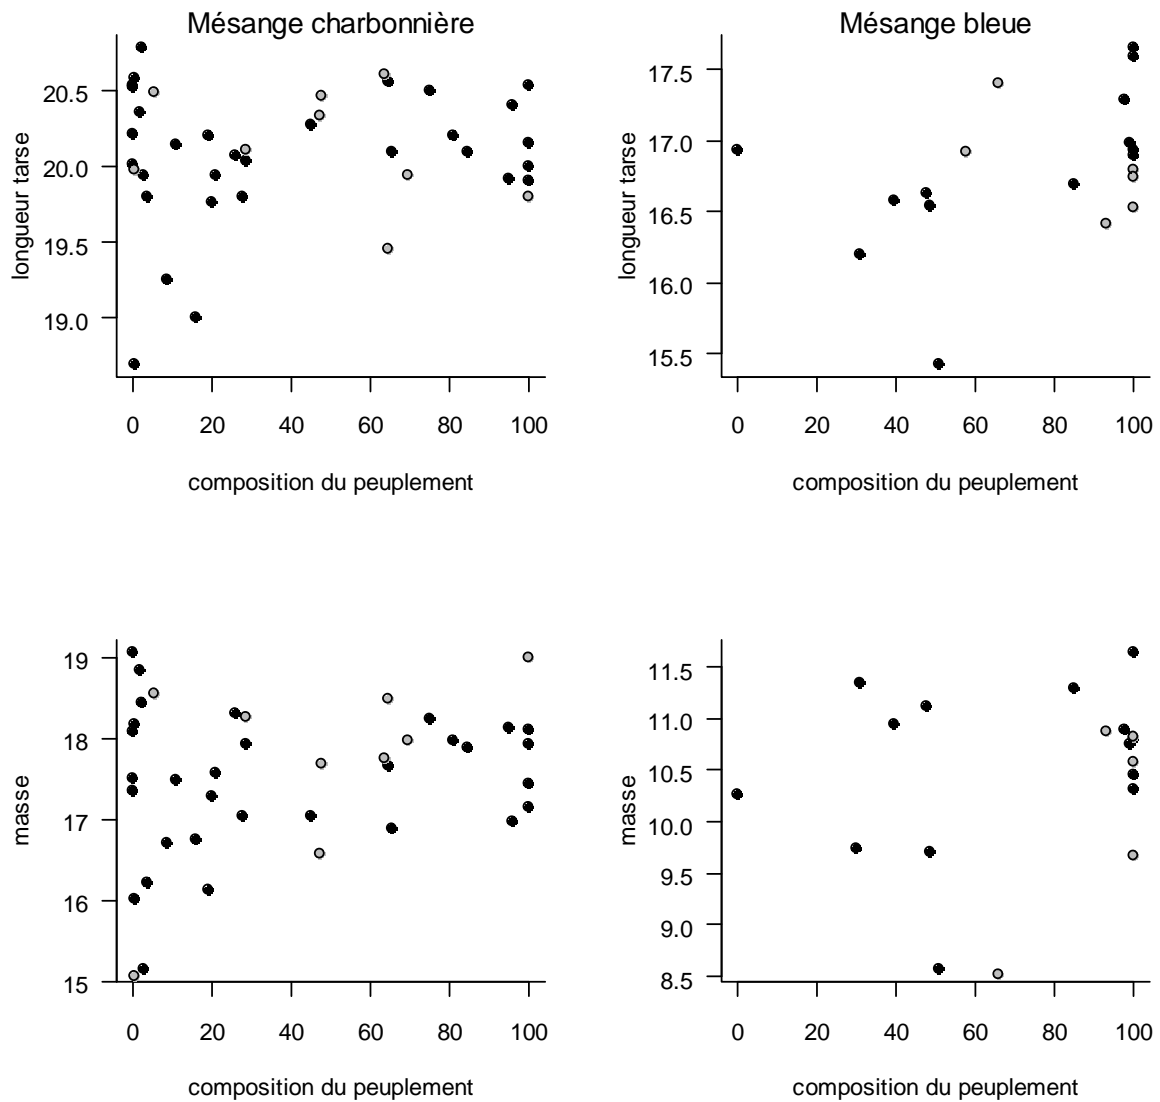 Mésange charbonnière
Mésange bleue
longueur tarse
20.5
20.0
19.5
19.0
0 20 40 60 80 100
composition du peuplement
longueur tarse
17.5
17.0
16.5
16.0
15.5
0 20 40 60 80 100
composition du peuplement
masse
19
18
17
16
15
0 20 40 60 80 100
composition du peuplement
masse
11.5
11.0
10.5
10.0
9.5
9.0
8.5
0 20 40 60 80 100
composition du peuplement